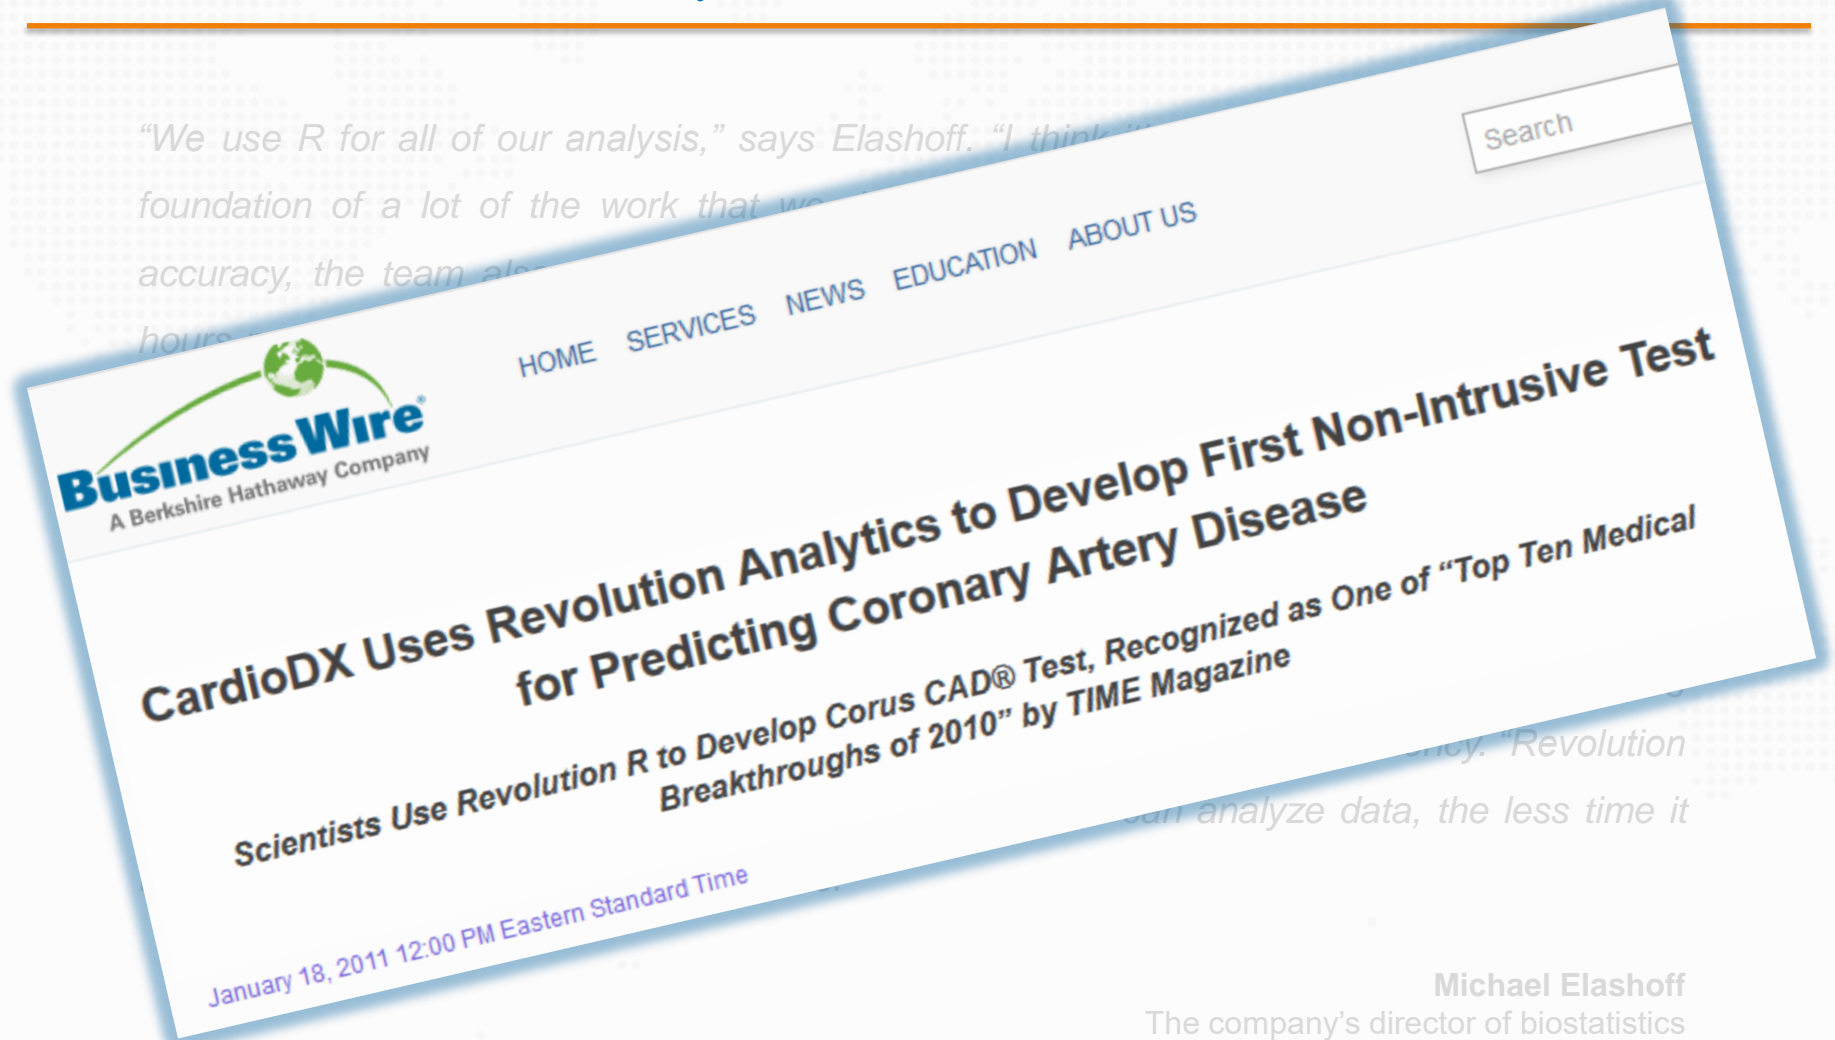 “We use R for all of our analysis,” says Elashoff. “I think
foundation of a lot of the work that we
accuracy, the team also
hours
Search
HOME SERVICES NEWS EDUCATION ABOUT US
BusinessWire®
A Berkshire Hathaway Company
CardioDX Uses Revolution Analytics to Develop First Non-Intrusive Test
for Predicting Coronary Artery Disease
Scientists Use Revolution R to Develop Corus CAD® Test, Recognized as One of “Top Ten Medical
Breakthroughs of 2010” by TIME Magazine
January 18, 2011 12:00 PM Eastern Standard Time
“Revolution
analyze data, the less time it
Michael Elashoff
The company’s director of biostatistics